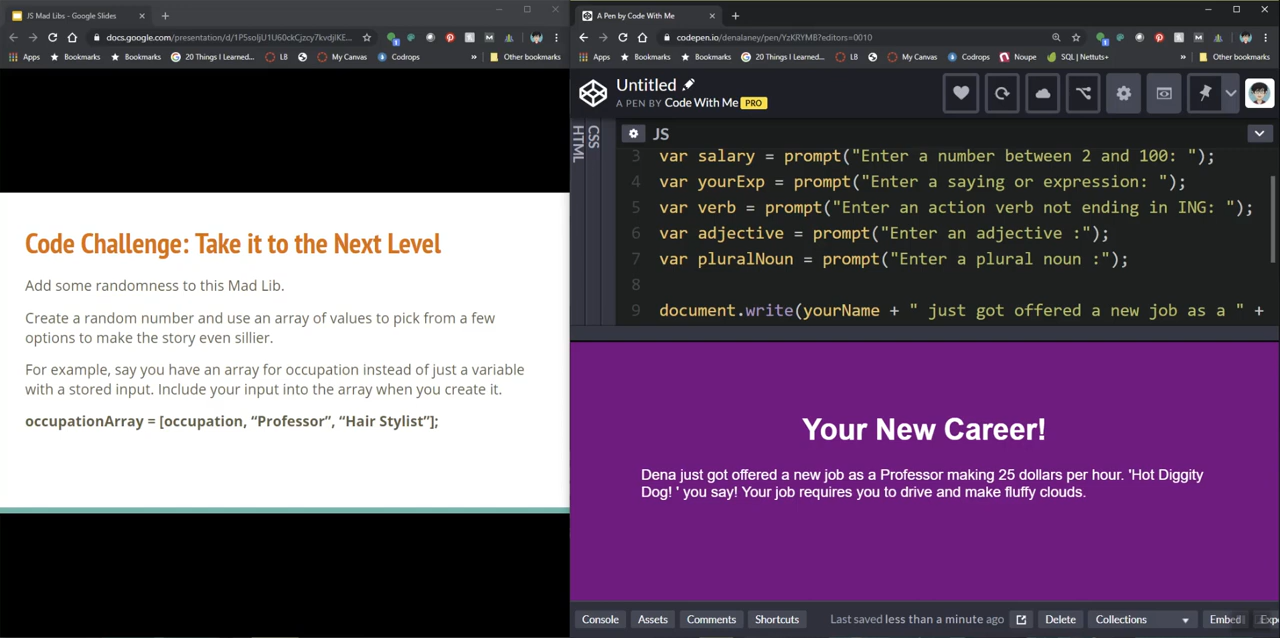 JS Mad Libs - Google Slides
docs.google.com/presentation/d/1P5soIjU1U60ckCjzcy7kvdjIKE...
Apps Bookmarks Bookmarks 20 Things I Learned... LB My Canvas Codrops » Other bookmarks
Code Challenge: Take it to the Next Level
Add some randomness to this Mad Lib.
Create a random number and use an array of values to pick from a few
options to make the story even sillier.
For example, say you have an array for occupation instead of just a variable
with a stored input. Include your input into the array when you create it.
occupationArray = [occupation, “Professor”, “Hair Stylist”];
A Pen by Code With Me
codepen.io/denalaney/pen/YzKRYMB?editors=0010
Apps Bookmarks Bookmarks 20 Things I Learned... LB My Canvas Codrops Noupe SQL | Nettuts+ » Other bookmarks
Untitled
A PEN BY Code With Me PRO
HTML
CSS
JS
3 var salary = prompt("Enter a number between 2 and 100: ");
4 var yourExp = prompt("Enter a saying or expression: ");
5 var verb = prompt("Enter an action verb not ending in ING: ");
6 var adjective = prompt("Enter an adjective :");
7 var pluralNoun = prompt("Enter a plural noun :");
8
9 document.write(yourName + " just got offered a new job as a " +
Your New Career!
Dena just got offered a new job as a Professor making 25 dollars per hour. 'Hot Diggity
Dog! ' you say! Your job requires you to drive and make fluffy clouds.
Console Assets Comments Shortcuts Last saved less than a minute ago Delete Collections Embed